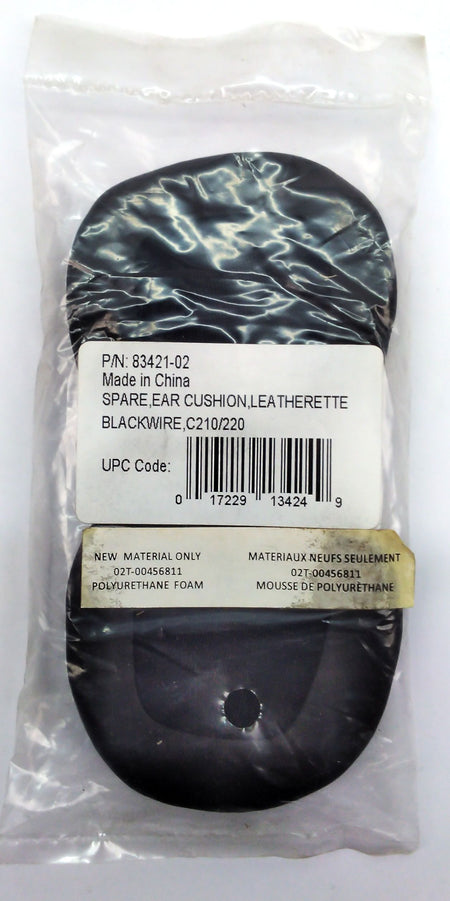 P/N: 83421-02
Made in China
SPARE,EAR CUSHION,LEATHERETTE
BLACKWIRE,C210/220
UPC Code:
0 17229 13424 9
NEW MATERIAL ONLY
02T-00456811
POLYURETHANE FOAM
MATERIAUX NEUFS SEULEMENT
02T-00456811
MOUSSE DE POLYURÈTHANE